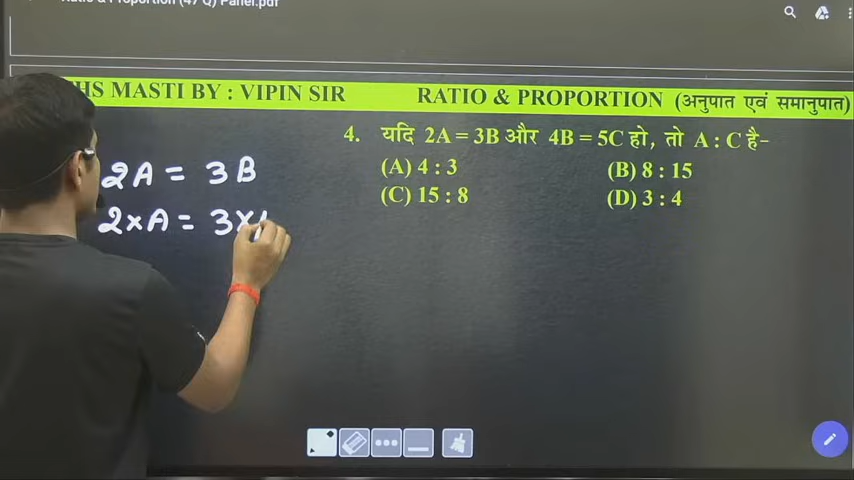 Ratio & Proportion (47 Q) Panel.pdf
HS MASTI BY : VIPIN SIR RATIO & PROPORTION (अनुपात एवं समानुपात)
4. यदि 2A = 3B और 4B = 5C हो, तो A : C है-
(A) 4 : 3 (B) 8 : 15
(C) 15 : 8 (D) 3 : 4
2A = 3B
2×A = 3×